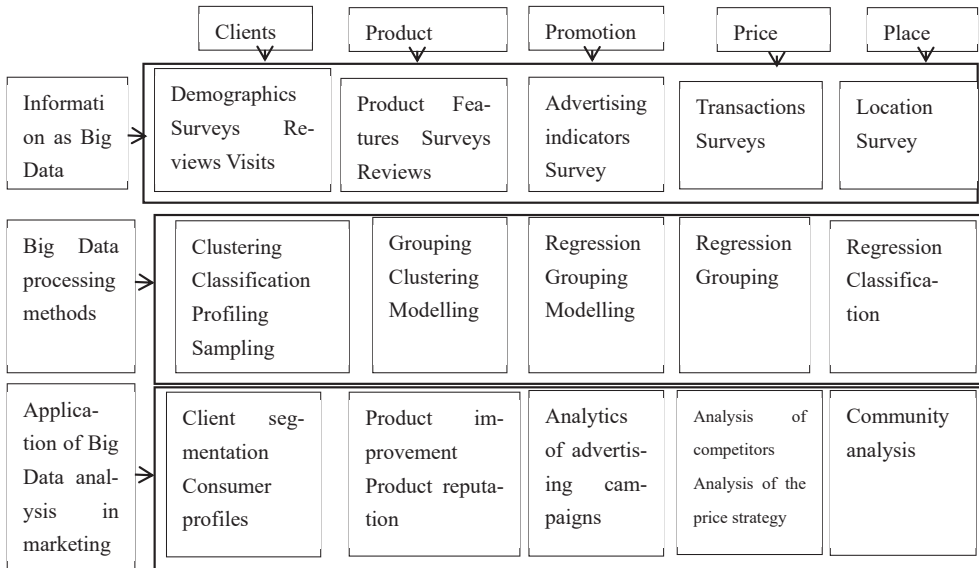 Clients
Product
Promotion
Price
Place
Informati
on as Big
Data
Demographics
Surveys Re-
views Visits
Product Fea-
tures Surveys
Reviews
Advertising
indicators
Survey
Transactions
Surveys
Location
Survey
Big Data
processing
methods
Clustering
Classification
Profiling
Sampling
Grouping
Clustering
Modelling
Regression
Grouping
Modelling
Regression
Grouping
Regression
Classifica-
tion
Applica-
tion of Big
Data anal-
ysis in
marketing
Client seg-
mentation
Consumer
profiles
Product im-
provement
Product reputa-
tion
Analytics
of advertis-
ing cam-
paigns
Analysis of
competitors
Analysis of the
price strategy
Community
analysis